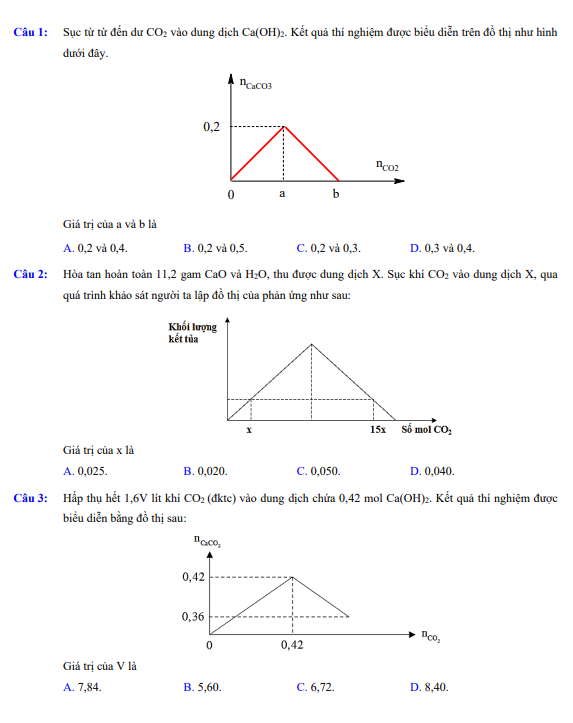 Câu 1: Sục từ từ đến dư CO₂ vào dung dịch Ca(OH)₂. Kết quả thí nghiệm được biểu diễn trên đồ thị như hình
dưới đây.
n_CaCO3
0,2
n_CO2
0 a b
Giá trị của a và b là
A. 0,2 và 0,4. B. 0,2 và 0,5. C. 0,2 và 0,3. D. 0,3 và 0,4.
Câu 2: Hòa tan hoàn toàn 11,2 gam CaO và H₂O, thu được dung dịch X. Sục khí CO₂ vào dung dịch X, qua
quá trình khảo sát người ta lập đồ thị của phản ứng như sau:
Khối lượng
kết tủa
x 15x Số mol CO₂
Giá trị của x là
A. 0,025. B. 0,020. C. 0,050. D. 0,040.
Câu 3: Hấp thụ hết 1,6V lít khí CO₂ (đktc) vào dung dịch chứa 0,42 mol Ca(OH)₂. Kết quả thí nghiệm được
biểu diễn bằng đồ thị sau:
n_CaCO₃
0,42
0,36
n_CO₂
0 0,42
Giá trị của V là
A. 7,84. B. 5,60. C. 6,72. D. 8,40.